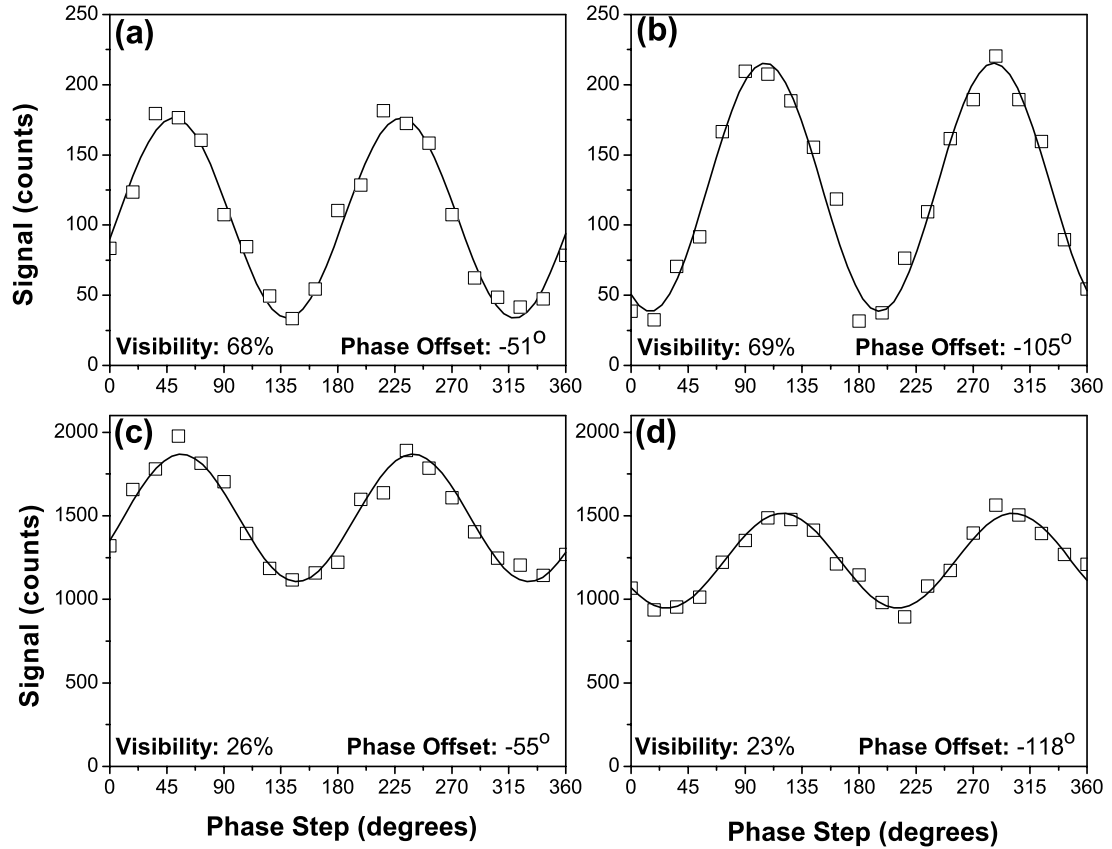 (a)
250
200
150
100
50
0
Signal (counts)
Visibility: 68% Phase Offset: -51°
0 45 90 135 180 225 270 315 360
(b)
250
200
150
100
50
0
Visibility: 69% Phase Offset: -105°
0 45 90 135 180 225 270 315 360
(c)
2000
1500
1000
500
0
Signal (counts)
Visibility: 26% Phase Offset: -55°
0 45 90 135 180 225 270 315 360
Phase Step (degrees)
(d)
2000
1500
1000
500
0
Visibility: 23% Phase Offset: -118°
0 45 90 135 180 225 270 315 360
Phase Step (degrees)